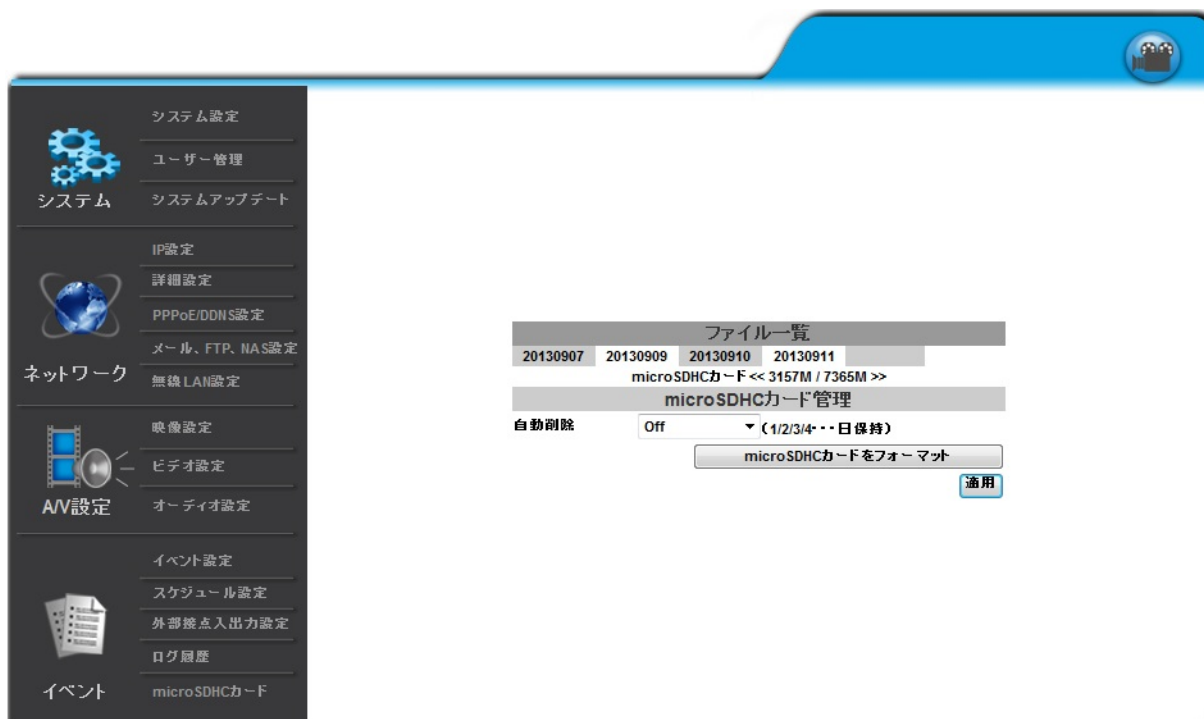 システム設定
ユーザー管理
システム
システムアップデート
IP設定
詳細設定
PPPoE/DDNS設定
メール、FTP、NAS設定
ネットワーク
無線LAN設定
映像設定
ビデオ設定
A/V設定
オーディオ設定
イベント設定
スケジュール設定
外部接点入出力設定
ログ履歴
イベント
microSDHCカード
ファイル一覧
20130907 20130909 20130910 20130911
microSDHCカード << 3157M / 7365M >>
microSDHCカード管理
自動削除 Off (1/2/3/4・・・日保持)
microSDHCカードをフォーマット
適用